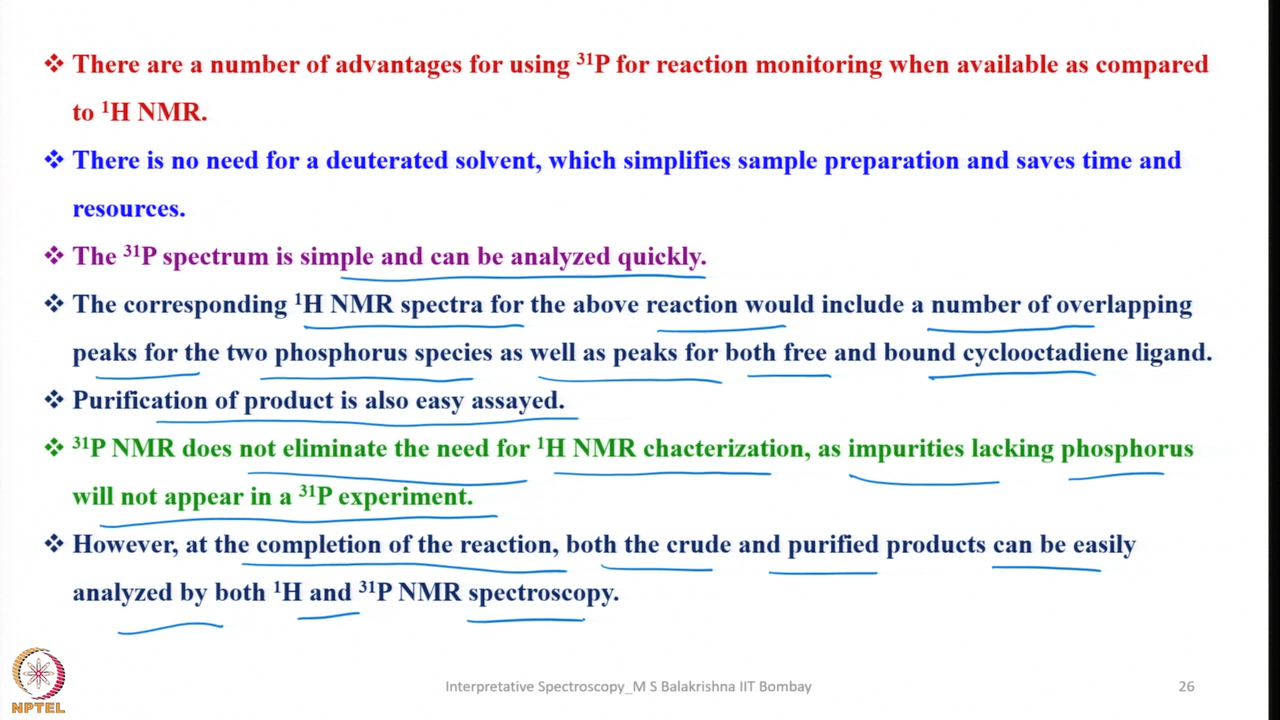 ❖ There are a number of advantages for using ³¹P for reaction monitoring when available as compared
to ¹H NMR.
❖ There is no need for a deuterated solvent, which simplifies sample preparation and saves time and
resources.
❖ The ³¹P spectrum is simple and can be analyzed quickly.
❖ The corresponding ¹H NMR spectra for the above reaction would include a number of overlapping
peaks for the two phosphorus species as well as peaks for both free and bound cyclooctadiene ligand.
❖ Purification of product is also easy assayed.
❖ ³¹P NMR does not eliminate the need for ¹H NMR chacterization, as impurities lacking phosphorus
will not appear in a ³¹P experiment.
❖ However, at the completion of the reaction, both the crude and purified products can be easily
analyzed by both ¹H and ³¹P NMR spectroscopy.
NPTEL
Interpretative Spectroscopy_M S Balakrishna IIT Bombay
26